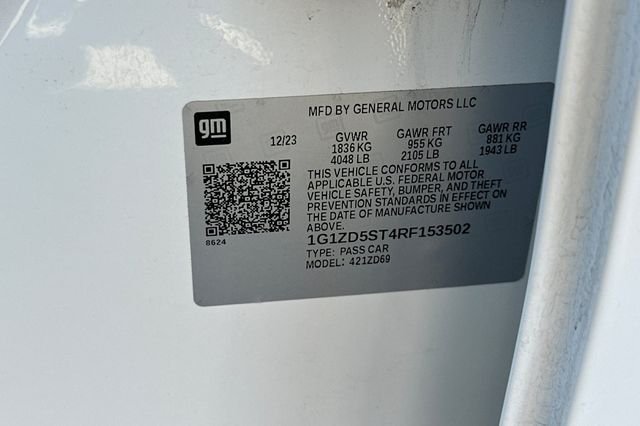 gm
MFD BY GENERAL MOTORS LLC
12/23
GVWR
1836 KG
4048 LB
GAWR FRT
955 KG
2105 LB
GAWR RR
881 KG
1943 LB
THIS VEHICLE CONFORMS TO ALL
APPLICABLE U.S. FEDERAL MOTOR
VEHICLE SAFETY, BUMPER, AND THEFT
PREVENTION STANDARDS IN EFFECT ON
THE DATE OF MANUFACTURE SHOWN
ABOVE.
8624
1G1ZD5ST4RF153502
TYPE: PASS CAR
MODEL: 421ZD69